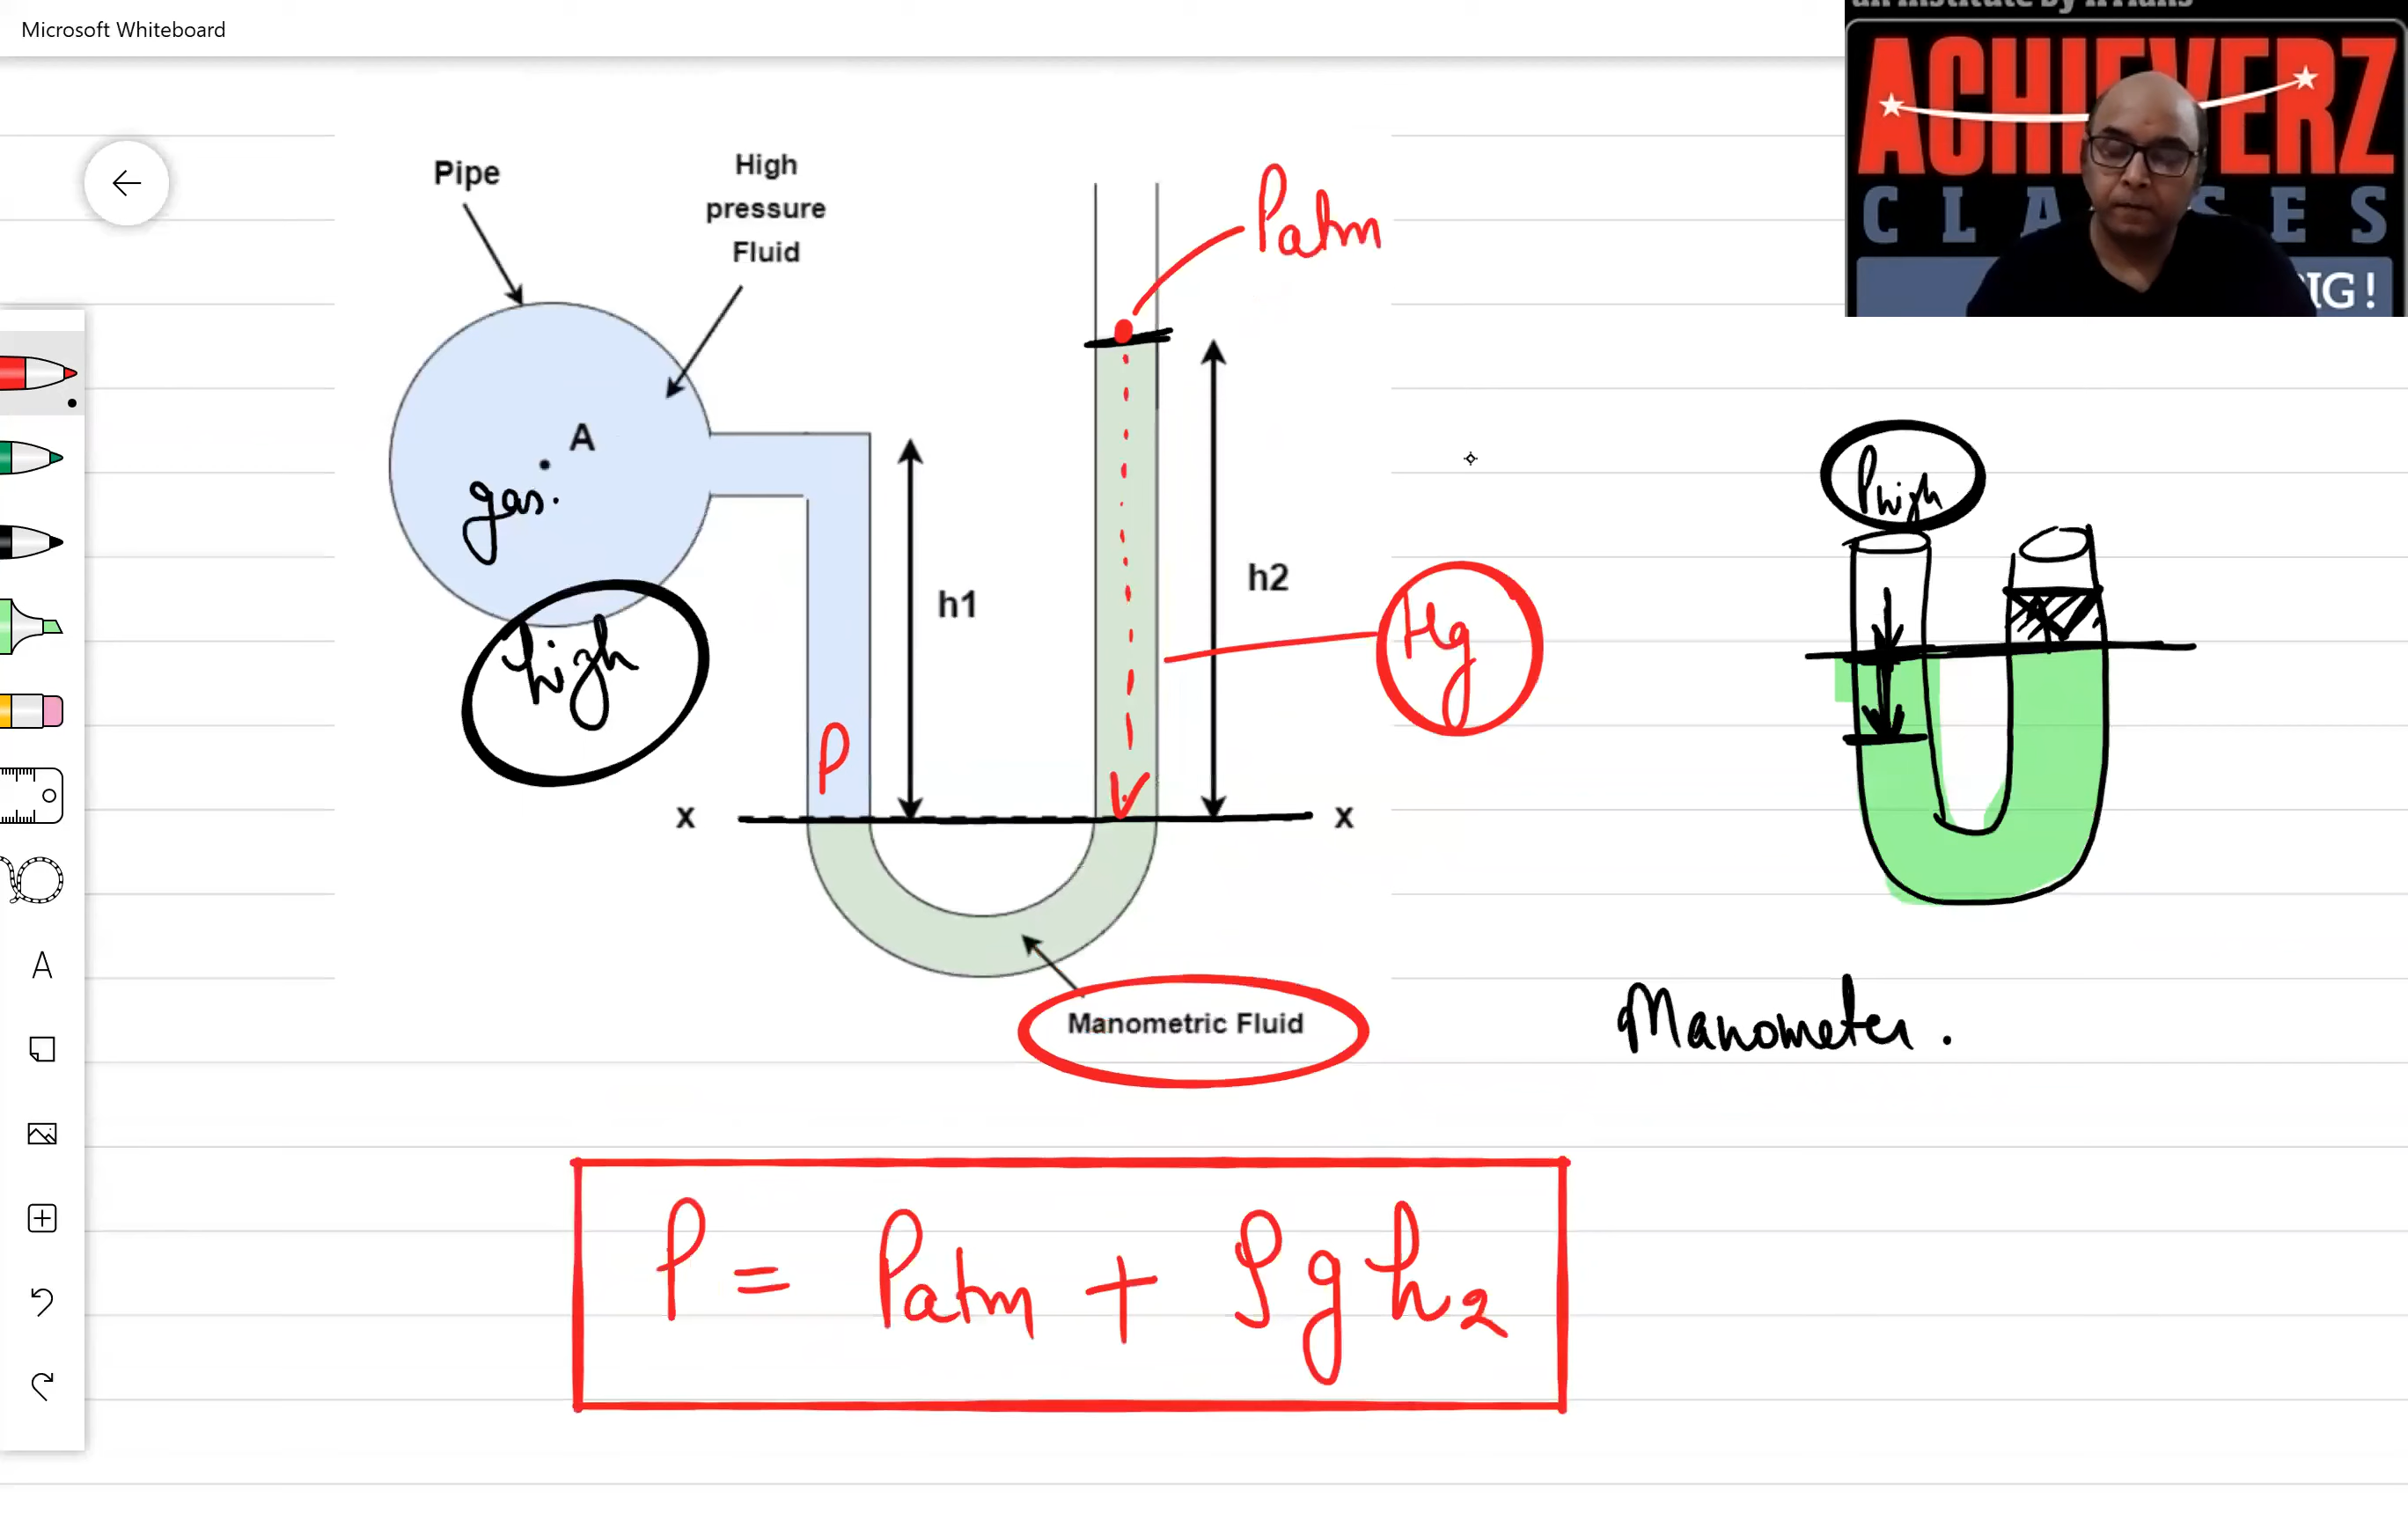 Microsoft Whiteboard
ACHIEVERZ
CLASSES
IG!
Pipe
High
pressure
Fluid
Patm
A
gas.
high
h1
h2
Hg
P
x
x
Manometric Fluid
Phigh
Manometer.
P = Patm + ρgh2
A